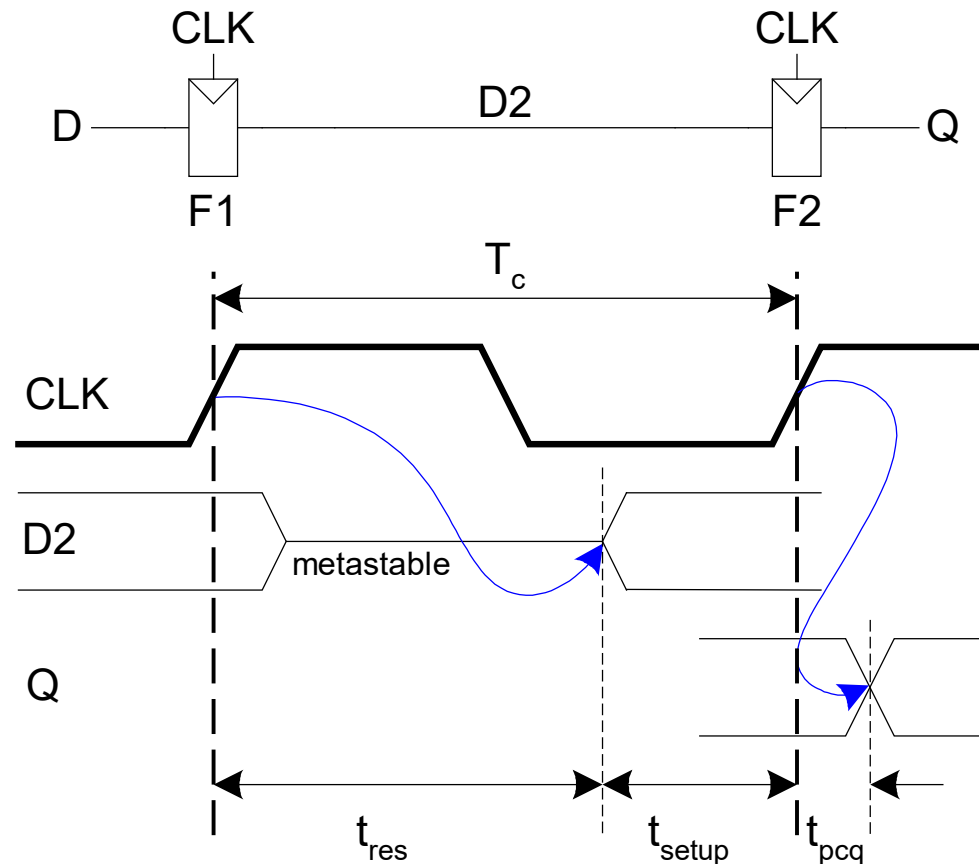 CLK CLK
D D2 Q
F1 F2
Tc
CLK
D2
metastable
Q
tres tsetup tpcq